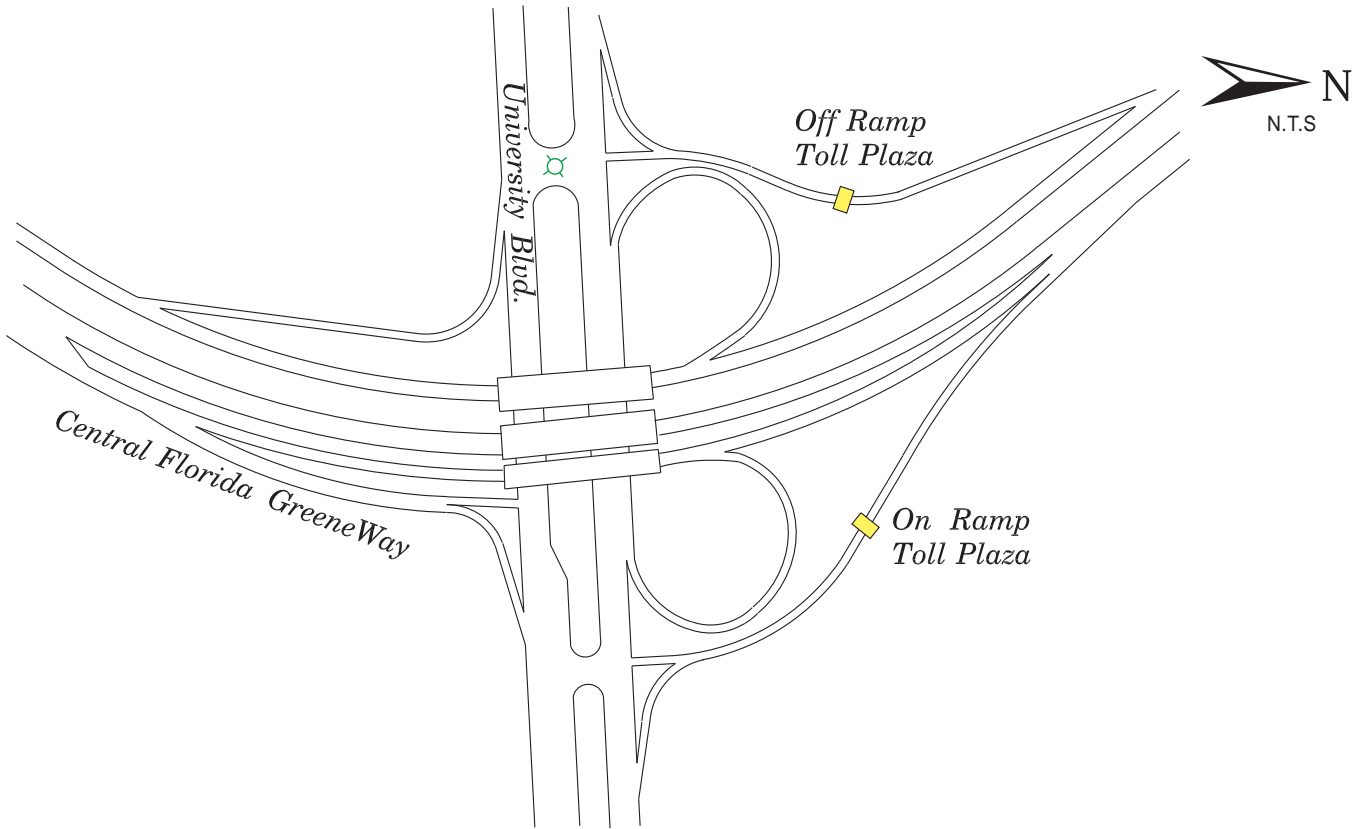 University Blvd.
Off Ramp
Toll Plaza
N
N.T.S
Central Florida GreeneWay
On Ramp
Toll Plaza